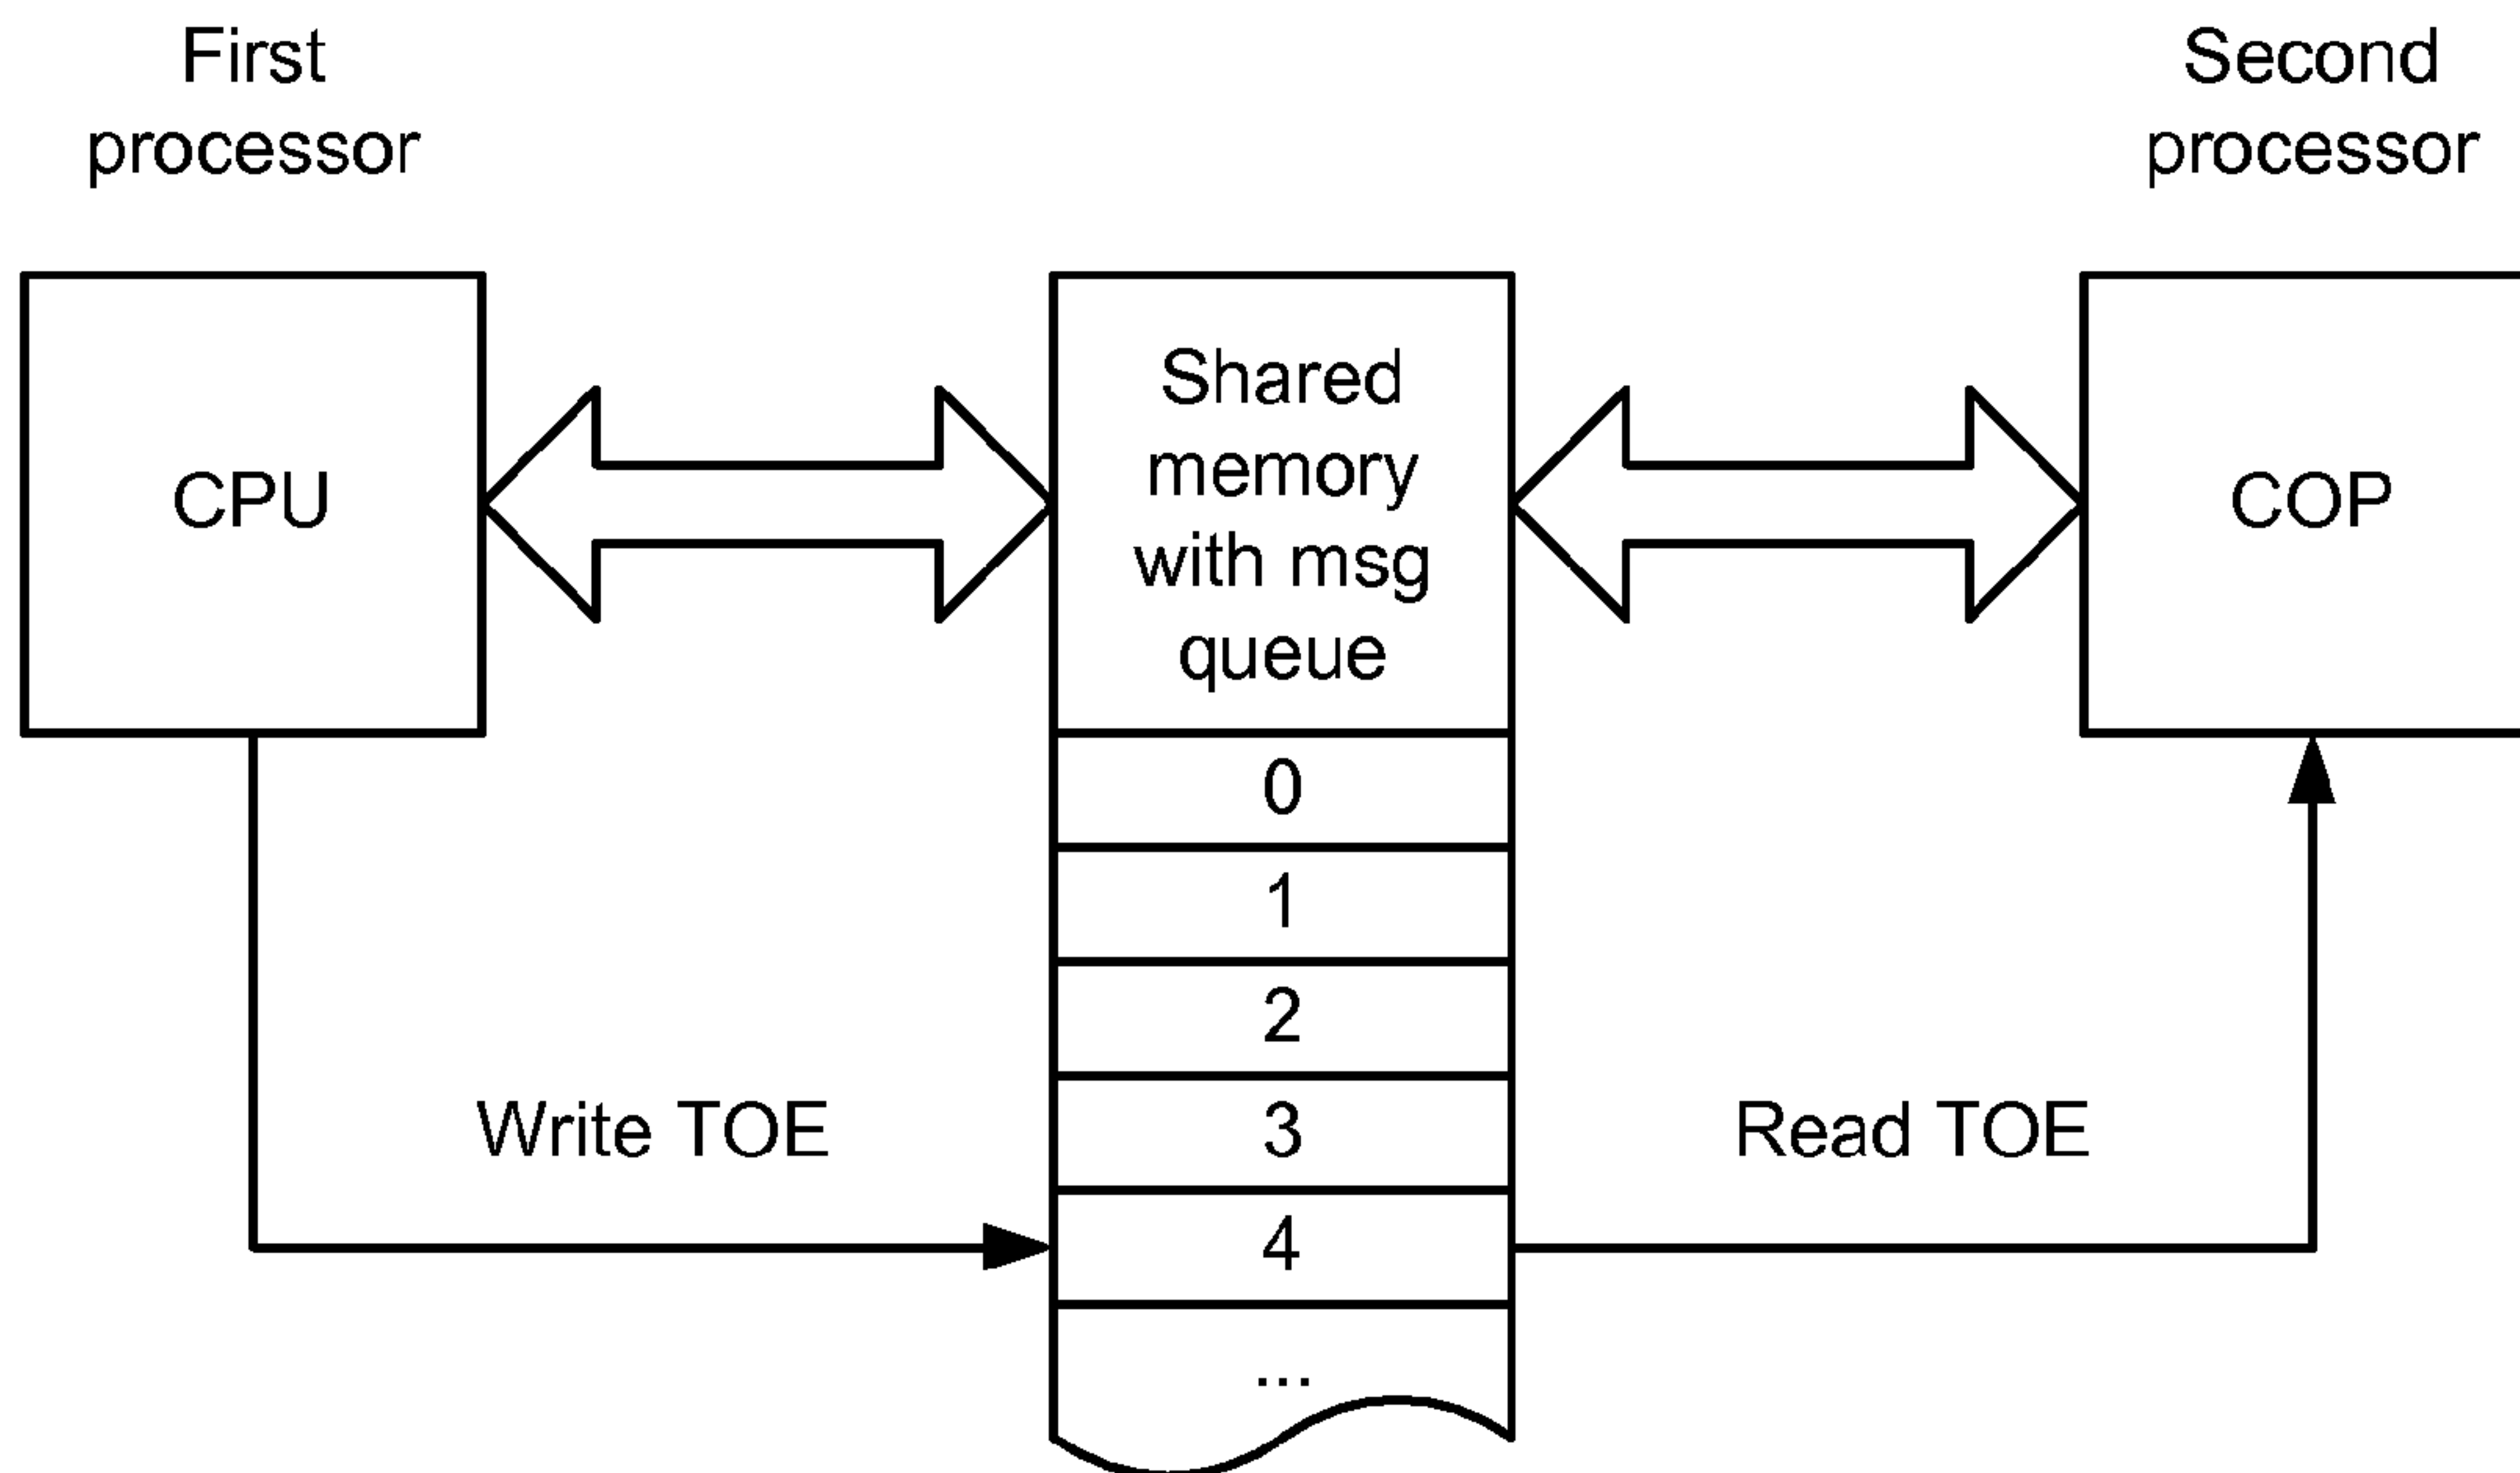 First
processor
Second
processor
CPU
Shared
memory
with msg
queue
COP
0
1
2
3
Write TOE
Read TOE
4
...